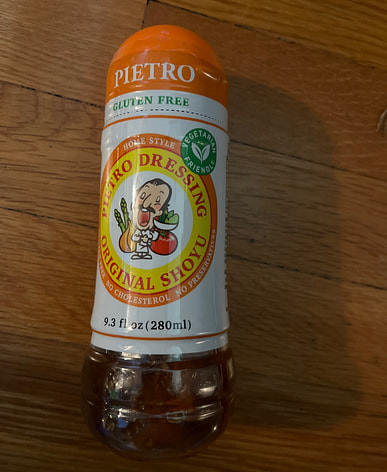 PIETRO
GLUTEN FREE
VEGETARIAN
FRIENDLY
HOME STYLE
PIETRO DRESSING
ORIGINAL SHOYU
NO CHOLESTEROL NO PRESERVATIVES
9.3 fl oz (280ml)